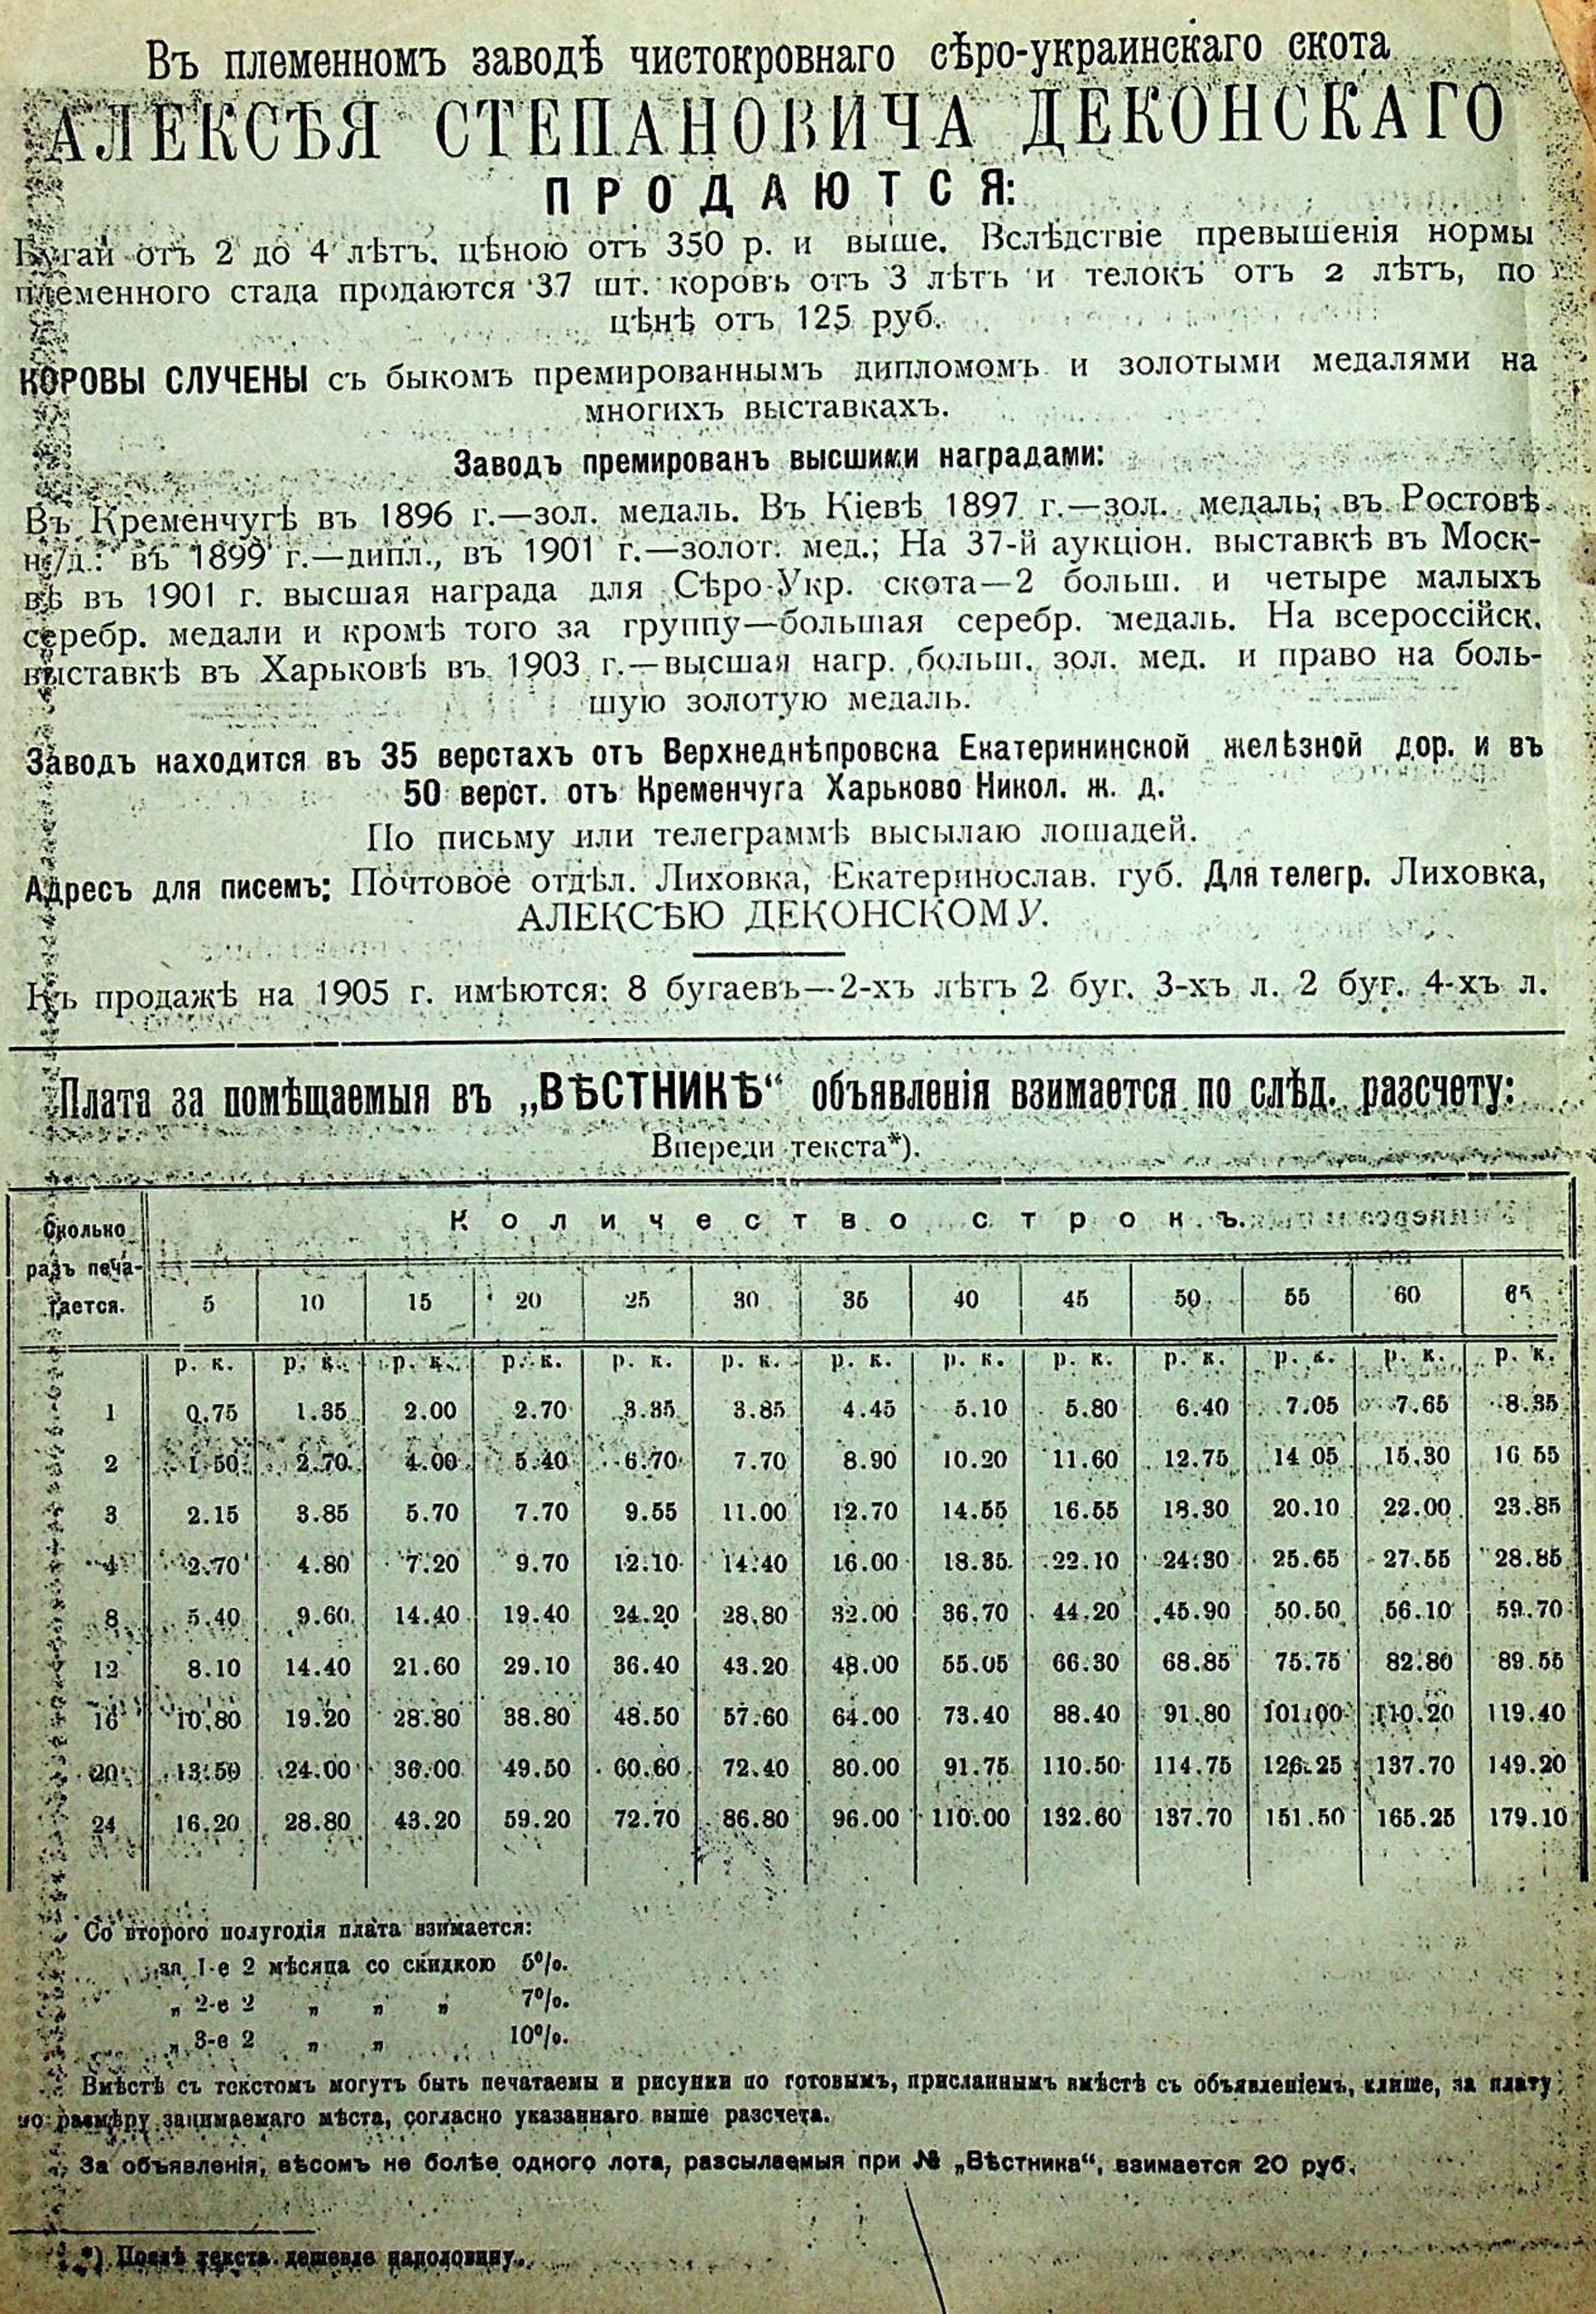 Въ племенномъ заводѣ чистокровнаго сѣро-украинскаго скота
АЛЕКСѢЯ СТЕПАНОВИЧА ДЕКОНСКАГО
ПРОДАЮТСЯ:
Бугаи отъ 2 до 4 лѣтъ, цѣною отъ 350 р. и выше. Вслѣдствіе превышенія нормы
племенного стада продаются 37 шт. коровъ отъ 3 лѣтъ и телокъ отъ 2 лѣтъ, по
цѣнѣ отъ 125 руб.
КОРОВЫ СЛУЧЕНЫ съ быкомъ премированнымъ дипломомъ и золотыми медалями на
многихъ выставкахъ.
Заводъ премированъ высшими наградами:
Въ Кременчугѣ въ 1896 г.—зол. медаль. Въ Кіевѣ 1897 г.—зол. медаль; въ Ростовѣ
н/д.: въ 1899 г.—дипл., въ 1901 г.—золот. мед.; На 37-й аукціон. выставкѣ въ Моск-
вѣ въ 1901 г. высшая награда для Сѣро-Укр. скота—2 больш. и четыре малыхъ
серебр. медали и кромѣ того за группу—большая серебр. медаль. На всероссійск.
выставкѣ въ Харьковѣ въ 1903 г.—высшая нагр. больш. зол. мед. и право на боль-
шую золотую медаль.
Заводъ находится въ 35 верстахъ отъ Верхнеднѣпровска Екатерининской желѣзной дор. и въ
50 верст. отъ Кременчуга Харьково Никол. ж. д.
По письму или телеграммѣ высылаю лошадей.
Адресъ для писемъ: Почтовое отдѣл. Лиховка, Екатеринослав. губ. Для телегр. Лиховка,
АЛЕКСѢЮ ДЕКОНСКОМУ.
Къ продажѣ на 1905 г. имѣются: 8 бугаевъ—2-хъ лѣтъ 2 буг. 3-хъ л. 2 буг. 4-хъ л.
Плата за помѣщаемыя въ „ВѢСТНИКѢ“ объявленія взимается по слѣд. разсчету:
Впереди текста*).
Сколько разъ печа-тается.
Количество строкъ.
5 10 15 20 25 30 35 40 45 50 55 60 65
р. к. р. к. р. к. р. к. р. к. р. к. р. к. р. к. р. к. р. к. р. к. р. к. р. к.
1 0.75 1.35 2.00 2.70 3.35 3.85 4.45 5.10 5.80 6.40 7.05 7.65 8.35
2 1.50 2.70 4.00 5.40 6.70 7.70 8.90 10.20 11.60 12.75 14 05 15.30 16 55
3 2.15 3.85 5.70 7.70 9.55 11.00 12.70 14.55 16.55 18.30 20.10 22.00 23.85
4 2.70 4.80 7.20 9.70 12.10 14.40 16.00 18.35 22.10 24.30 25.65 27.55 28.85
8 5.40 9.60 14.40 19.40 24.20 28.80 32.00 36.70 44.20 45.90 50.50 56.10 59.70
12 8.10 14.40 21.60 29.10 36.40 43.20 48.00 55.05 66.30 68.85 75.75 82.80 89.55
16 10.80 19.20 28.80 38.80 48.50 57.60 64.00 73.40 88.40 91.80 101.00 110.20 119.40
20 13.50 24.00 36.00 49.50 60.60 72.40 80.00 91.75 110.50 114.75 126.25 137.70 149.20
24 16.20 28.80 43.20 59.20 72.70 86.80 96.00 110.00 132.60 137.70 151.50 165.25 179.10
Со второго полугодія плата взимается:
за 1-е 2 мѣсяца со скидкою 5%.
„ 2-е 2 „ „ „ 7%.
„ 3-е 2 „ „ 10%.
Вмѣстѣ съ текстомъ могутъ быть печатаемы и рисунки по готовымъ, присланнымъ вмѣстѣ съ объявленіемъ, клише, за плату
по размѣру занимаемаго мѣста, согласно указаннаго выше разсчета.
За объявленія, вѣсомъ не болѣе одного лота, разсылаемыя при № „Вѣстника“, взимается 20 руб.
*) Послѣ текста дешевле наполовину.